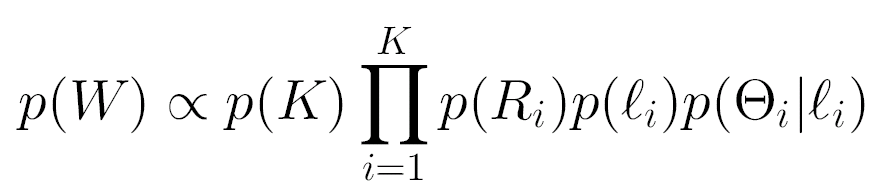 p(W) ∝ p(K) ∏_{i=1}^{K} p(R_i)p(ℓ_i)p(Θ_i|ℓ_i)